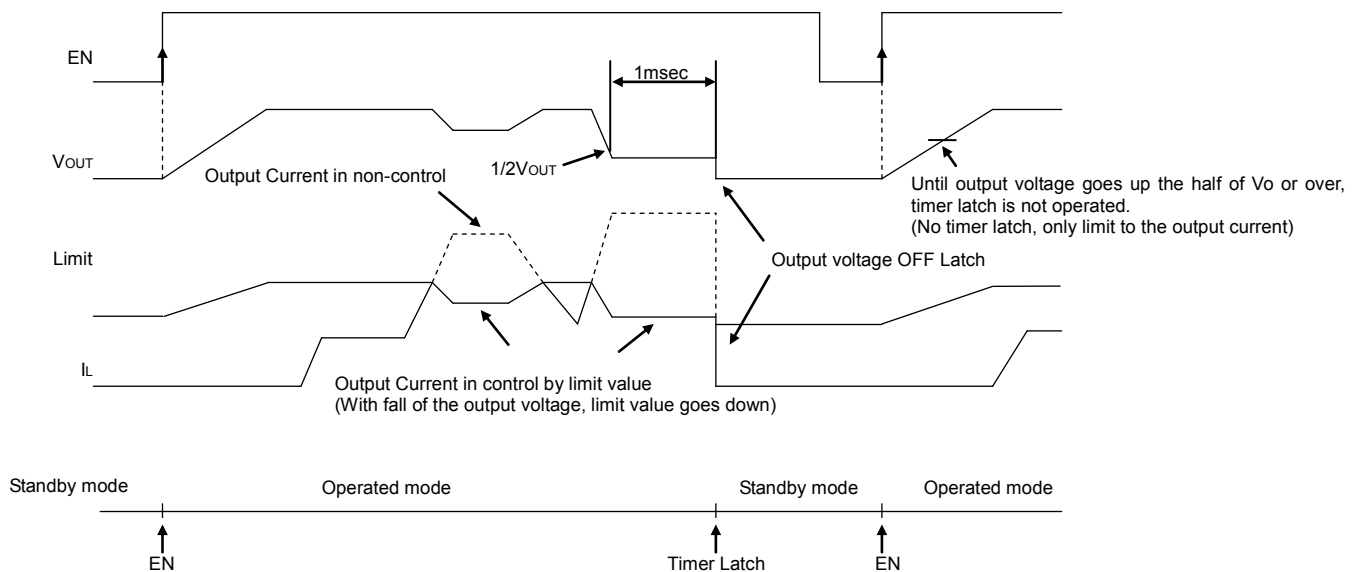 EN
1msec
VOUT
1/2VOUT
Output Current in non-control
Until output voltage goes up the half of Vo or over,
timer latch is not operated.
(No timer latch, only limit to the output current)
Limit
Output voltage OFF Latch
IL
Output Current in control by limit value
(With fall of the output voltage, limit value goes down)
Standby mode
Operated mode
Standby mode
Operated mode
EN
Timer Latch
EN